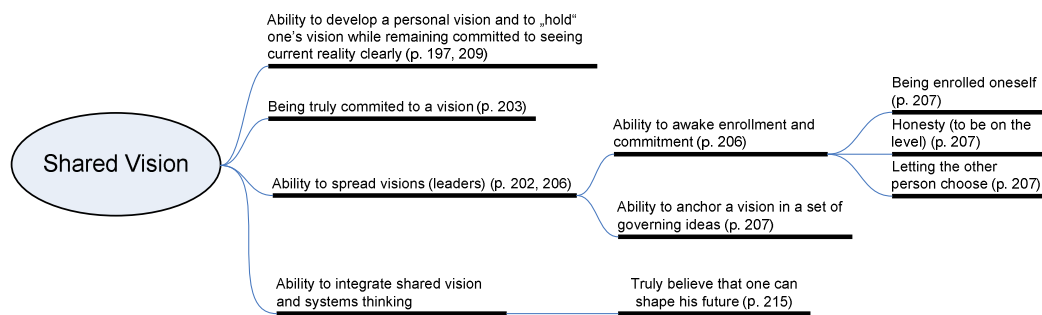 Ability to develop a personal vision and to „hold“
one’s vision while remaining committed to seeing
current reality clearly (p. 197, 209)
Being truly commited to a vision (p. 203)
Shared Vision
Ability to spread visions (leaders) (p. 202, 206)
Ability to awake enrollment and
commitment (p. 206)
Being enrolled oneself
(p. 207)
Honesty (to be on the
level) (p. 207)
Letting the other
person choose (p. 207)
Ability to anchor a vision in a set of
governing ideas (p. 207)
Ability to integrate shared vision
and systems thinking
Truly believe that one can
shape his future (p. 215)